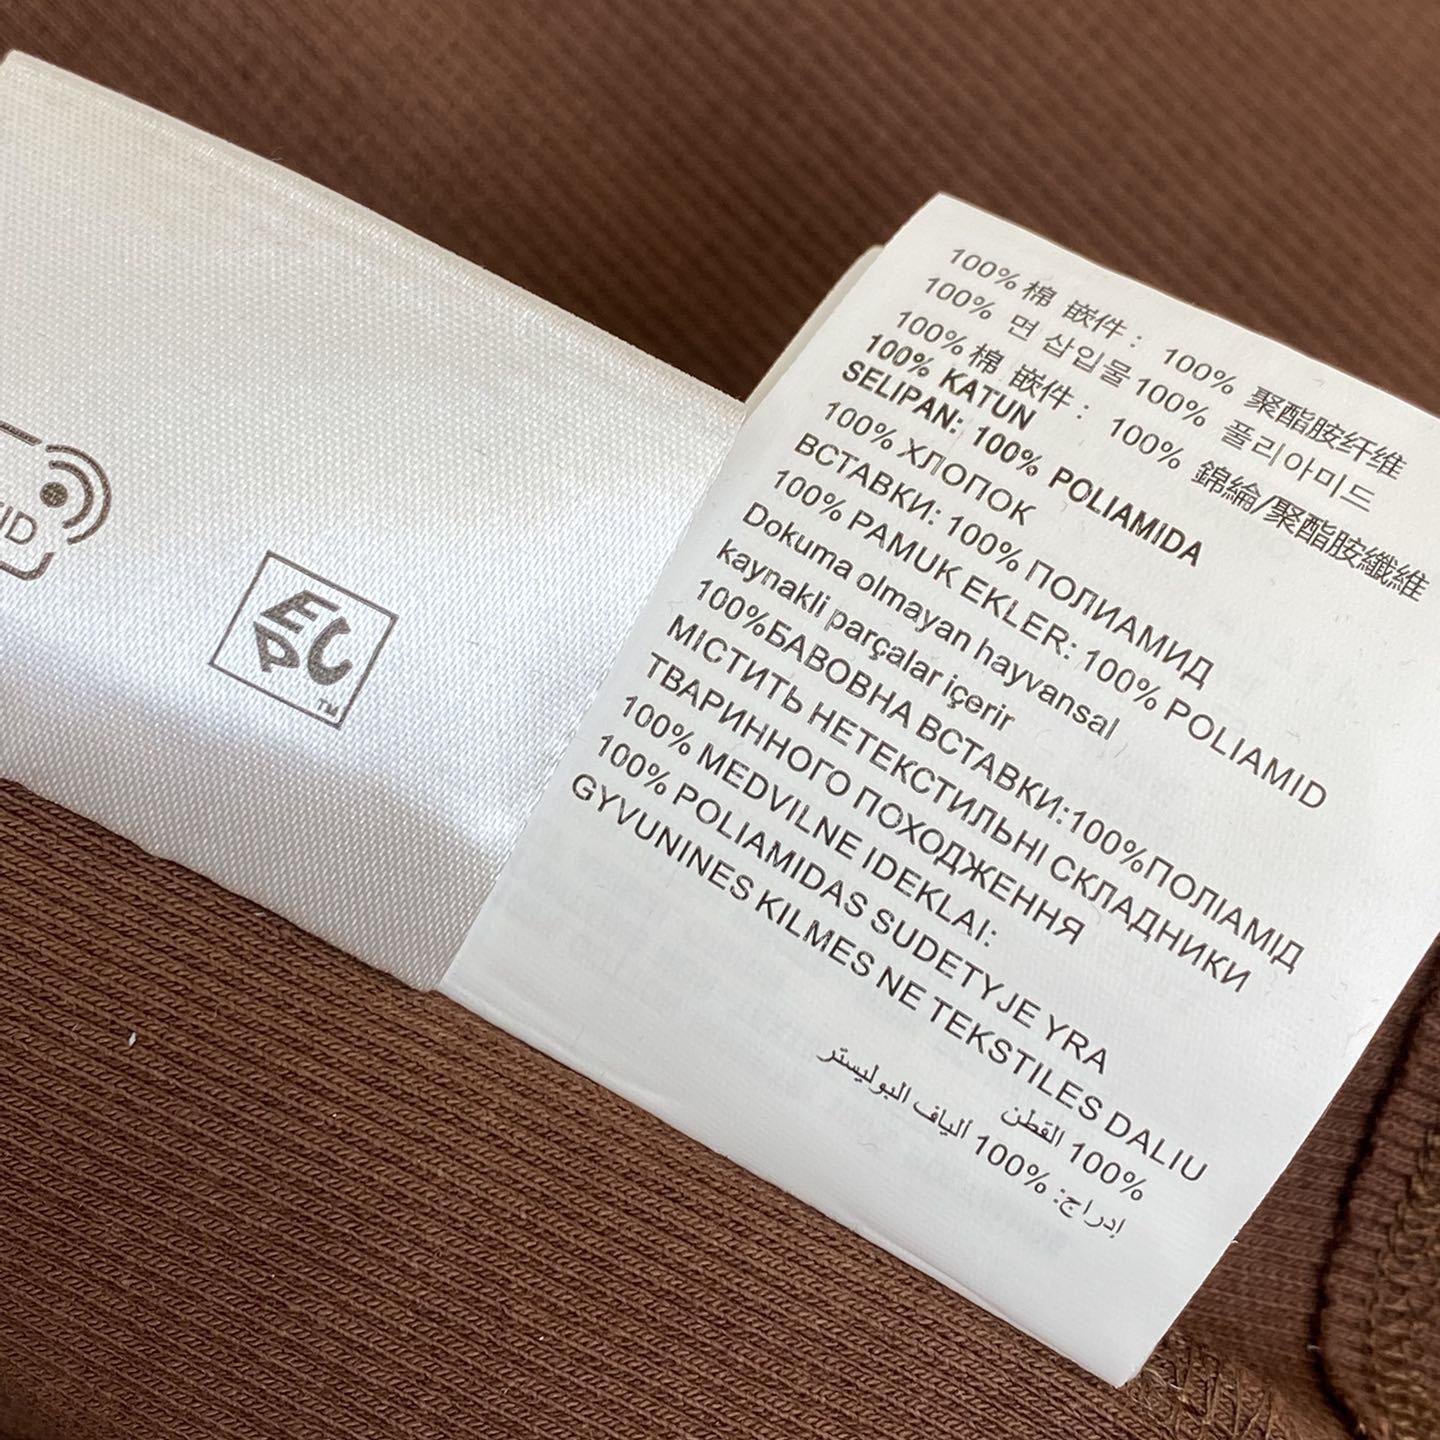 ID
EPC
TM
100% 棉 嵌件： 100% 聚酯胺纤维
100% 면 삽입물 100% 폴리아미드
100% 棉 嵌件： 100% 錦綸/聚酯胺纖維
100% KATUN
SELIPAN: 100% POLIAMIDA
100% ХЛОПОК
ВСТАВКИ: 100% ПОЛИАМИД
100% PAMUK EKLER: 100% POLIAMID
Dokuma olmayan hayvansal
kaynakli parçalar içerir
100%БАВОВНА ВСТАВКИ:100%ПОЛІАМІД
МІСТИТЬ НЕТЕКСТИЛЬНІ СКЛАДНИКИ
ТВАРИННОГО ПОХОДЖЕННЯ
100% MEDVILNE IDEKLAI:
100% POLIAMIDAS SUDETYJE YRA
GYVUNINES KILMES NE TEKSTILES DALIU
100% القطن
إدراج: 100% ألياف البوليستر